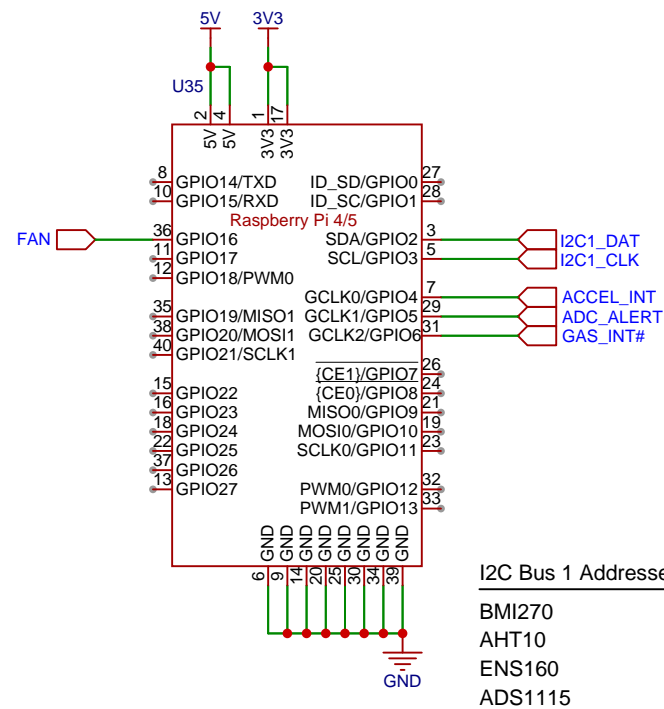 5V 3V3
U35
2 4 1 17
5V 5V 3V3 3V3
8 GPIO14/TXD ID_SD/GPIO0 27
10 GPIO15/RXD ID_SC/GPIO1 28
Raspberry Pi 4/5
FAN 36 GPIO16 SDA/GPIO2 3 I2C1_DAT
11 GPIO17 SCL/GPIO3 5 I2C1_CLK
12 GPIO18/PWM0
GCLK0/GPIO4 7 ACCEL_INT
35 GPIO19/MISO1 GCLK1/GPIO5 29 ADC_ALERT
38 GPIO20/MOSI1 GCLK2/GPIO6 31 GAS_INT#
40 GPIO21/SCLK1
{CE1}/GPIO7 26
15 GPIO22 {CE0}/GPIO8 24
16 GPIO23 MISO0/GPIO9 21
18 GPIO24 MOSI0/GPIO10 19
22 GPIO25 SCLK0/GPIO11 23
37 GPIO26
13 GPIO27 PWM0/GPIO12 32
PWM1/GPIO13 33
GND GND GND GND GND GND GND GND
6 9 14 20 25 30 34 39
GND
I2C Bus 1 Addresse
BMI270
AHT10
ENS160
ADS1115